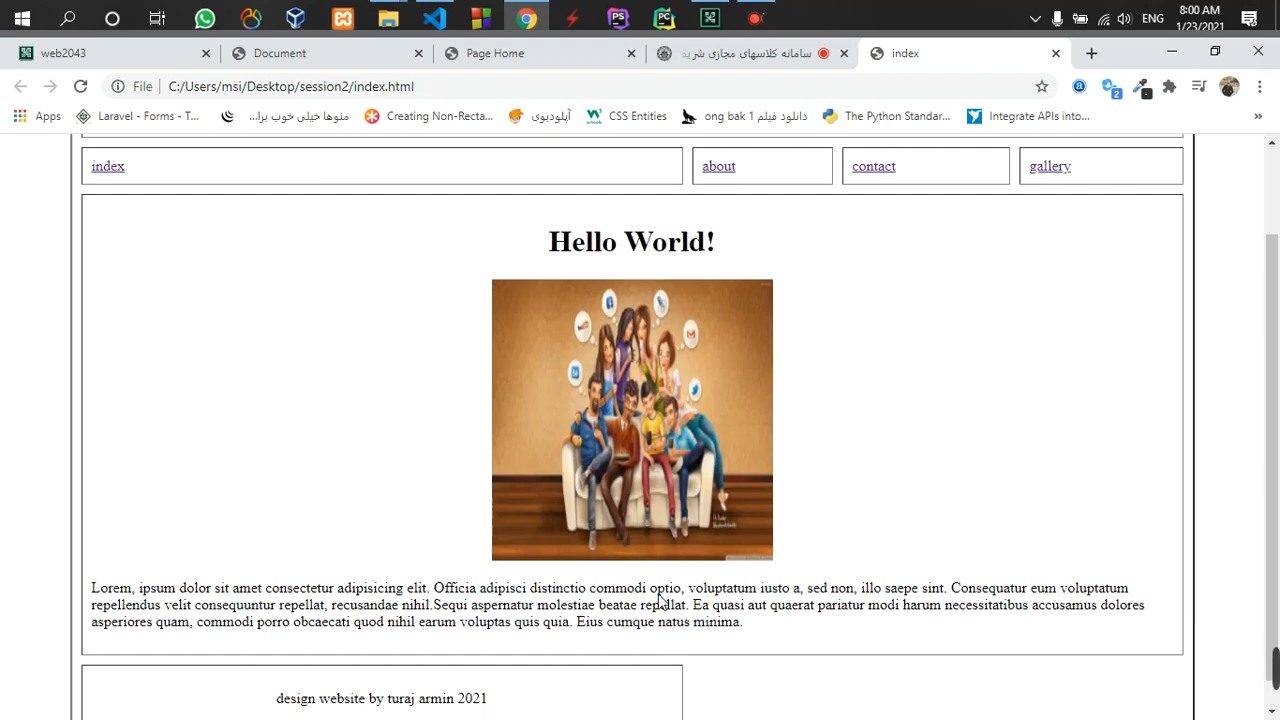 8:00 AM
ENG
1/23/2021
web2043
Document
Page Home
سامانه کلاسهای مجازی شریف
index
File
C:/Users/msi/Desktop/session2/index.html
2
Apps
Laravel - Forms - T...
منوها خیلی خوب.پرا...
Creating Non-Recta...
آپلودبوی
CSS Entities
دانلود فیلم ong bak 1
The Python Standar...
Integrate APIs into...
»
index
about
contact
gallery
Hello World!
Lorem, ipsum dolor sit amet consectetur adipisicing elit. Officia adipisci distinctio commodi optio, voluptatum iusto a, sed non, illo saepe sint. Consequatur eum voluptatum
repellendus velit consequuntur repellat, recusandae nihil.Sequi aspernatur molestiae beatae repellat. Ea quasi aut quaerat pariatur modi harum necessitatibus accusamus dolores
asperiores quam, commodi porro obcaecati quod nihil earum voluptas quis quia. Eius cumque natus minima.
design website by turaj armin 2021